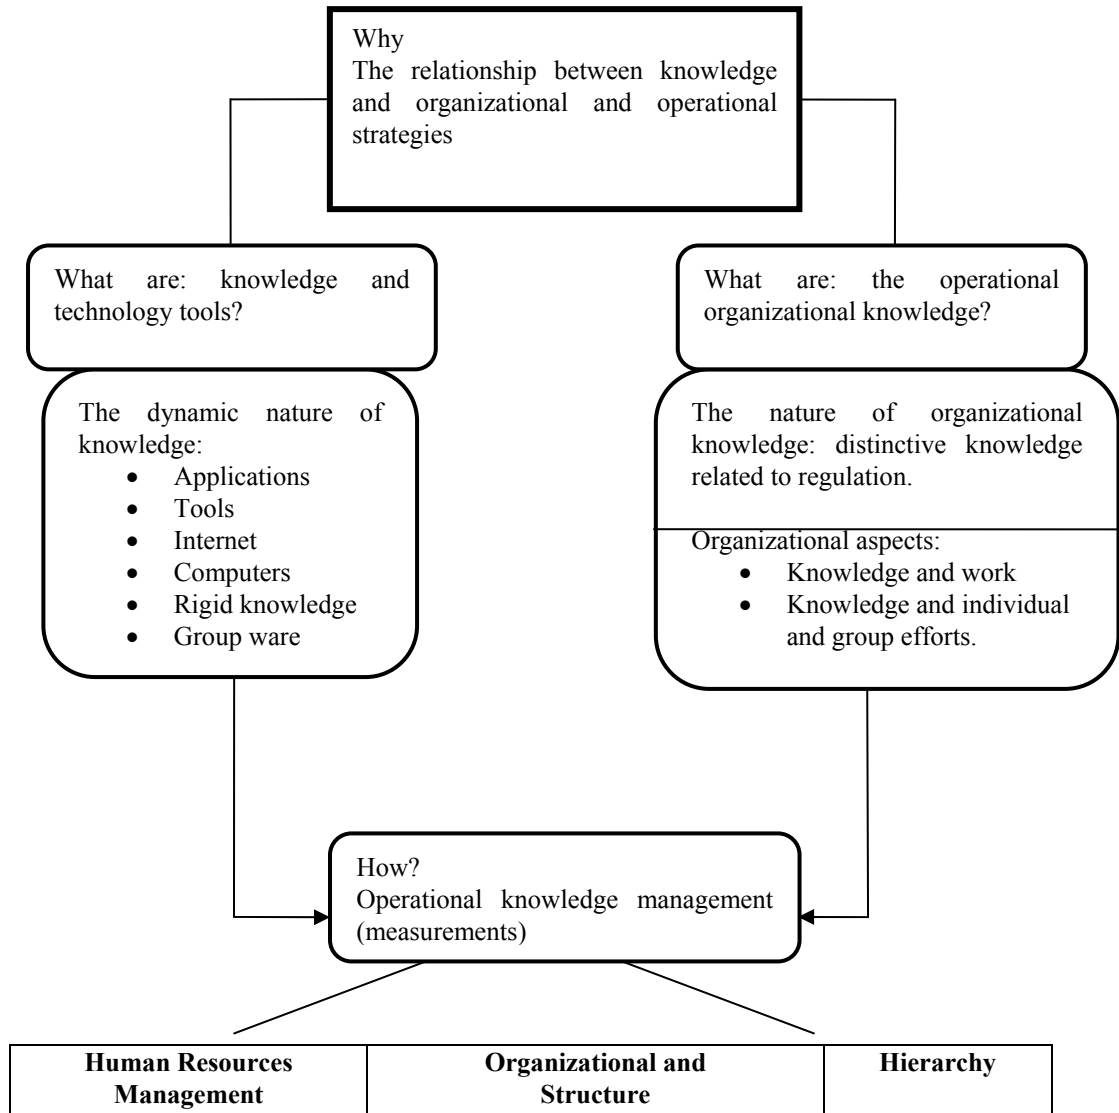 Why
The relationship between knowledge
and organizational and operational
strategies
What are: knowledge and
technology tools?
The dynamic nature of
knowledge:
• Applications
• Tools
• Internet
• Computers
• Rigid knowledge
• Group ware
What are: the operational
organizational knowledge?
The nature of organizational
knowledge: distinctive knowledge
related to regulation.
Organizational aspects:
• Knowledge and work
• Knowledge and individual
and group efforts.
How?
Operational knowledge management
(measurements)
Human Resources
Management
Organizational and
Structure
Hierarchy